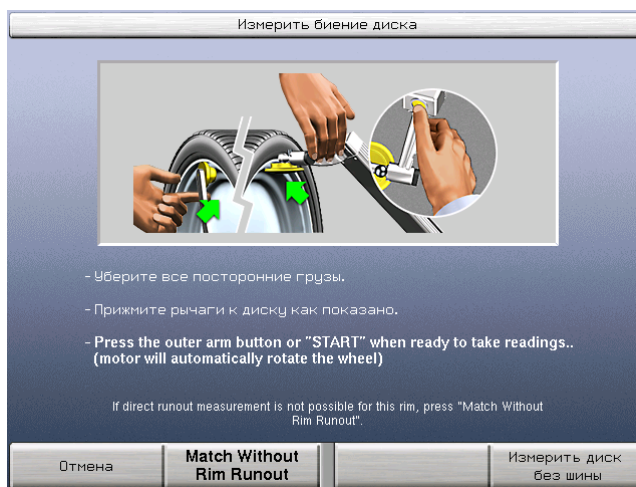 Измерить биение диска
- Уберите все посторонние грузы.
- Прижмите рычаги к диску как показано.
- Press the outer arm button or "START" when ready to take readings..
(motor will automatically rotate the wheel)
If direct runout measurement is not possible for this rim, press "Match Without
Rim Runout".
Отмена
Match Without
Rim Runout
Измерить диск
без шины